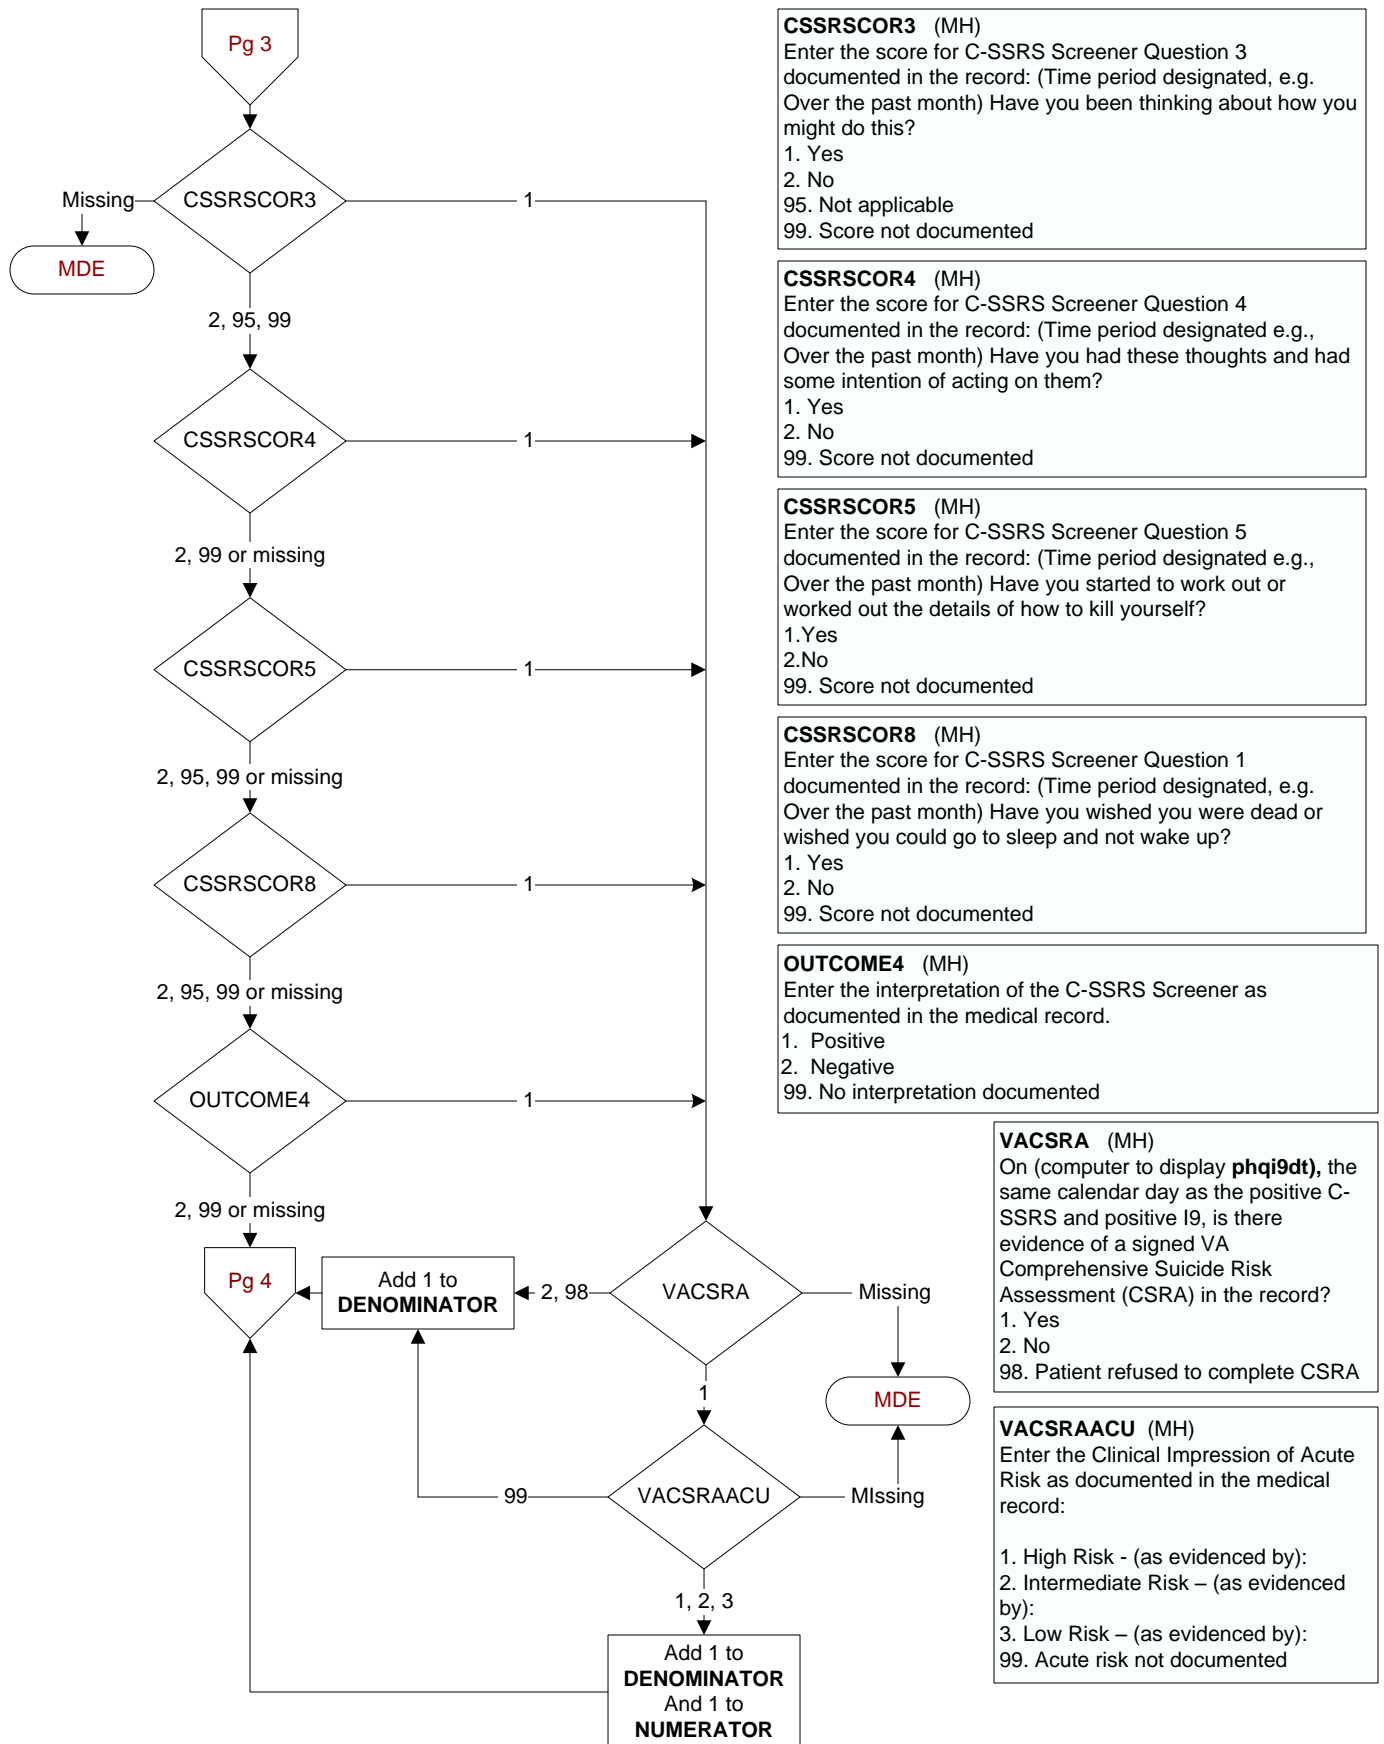 Pg 3
CSSRSCOR3
Missing
1
MDE
2, 95, 99
CSSRSCOR4
1
2, 99 or missing
CSSRSCOR5
1
2, 95, 99 or missing
CSSRSCOR8
1
2, 95, 99 or missing
OUTCOME4
1
2, 99 or missing
Pg 4
Add 1 to
DENOMINATOR
2, 98
VACSRA
Missing
1
MDE
99
VACSRAACU
MIssing
1, 2, 3
Add 1 to
DENOMINATOR
And 1 to
NUMERATOR
CSSRSCOR3 (MH)
Enter the score for C-SSRS Screener Question 3
documented in the record: (Time period designated, e.g.
Over the past month) Have you been thinking about how you
might do this?
1. Yes
2. No
95. Not applicable
99. Score not documented
CSSRSCOR4 (MH)
Enter the score for C-SSRS Screener Question 4
documented in the record: (Time period designated e.g.,
Over the past month) Have you had these thoughts and had
some intention of acting on them?
1. Yes
2. No
99. Score not documented
CSSRSCOR5 (MH)
Enter the score for C-SSRS Screener Question 5
documented in the record: (Time period designated e.g.,
Over the past month) Have you started to work out or
worked out the details of how to kill yourself?
1.Yes
2.No
99. Score not documented
CSSRSCOR8 (MH)
Enter the score for C-SSRS Screener Question 1
documented in the record: (Time period designated, e.g.
Over the past month) Have you wished you were dead or
wished you could go to sleep and not wake up?
1. Yes
2. No
99. Score not documented
OUTCOME4 (MH)
Enter the interpretation of the C-SSRS Screener as
documented in the medical record.
1. Positive
2. Negative
99. No interpretation documented
VACSRA (MH)
On (computer to display phqi9dt), the
same calendar day as the positive C-
SSRS and positive I9, is there
evidence of a signed VA
Comprehensive Suicide Risk
Assessment (CSRA) in the record?
1. Yes
2. No
98. Patient refused to complete CSRA
VACSRAACU (MH)
Enter the Clinical Impression of Acute
Risk as documented in the medical
record:
1. High Risk - (as evidenced by):
2. Intermediate Risk – (as evidenced
by):
3. Low Risk – (as evidenced by):
99. Acute risk not documented